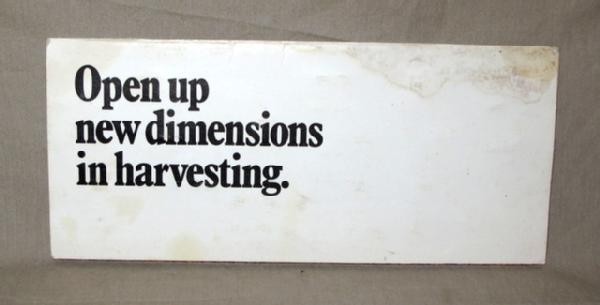 Open up
new dimensions
in harvesting.